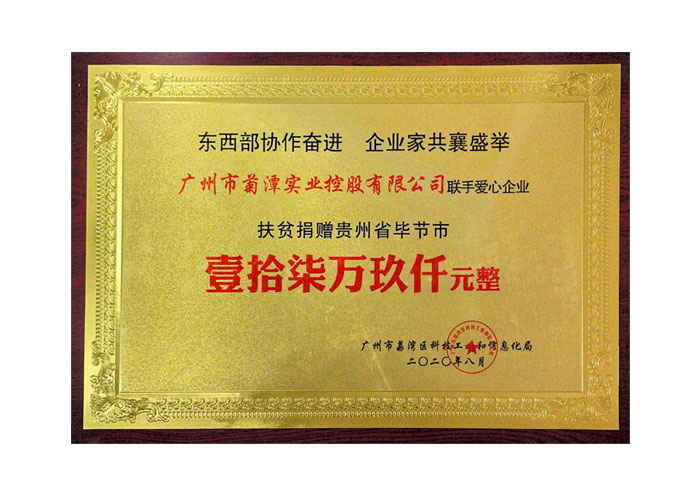 东西部协作奋进 企业家共襄盛举
广州市菊潭实业控股有限公司联手爱心企业
扶贫捐赠贵州省毕节市
壹拾柒万玖仟元整
广州市荔湾区科技工业和信息化局
二〇二〇年八月